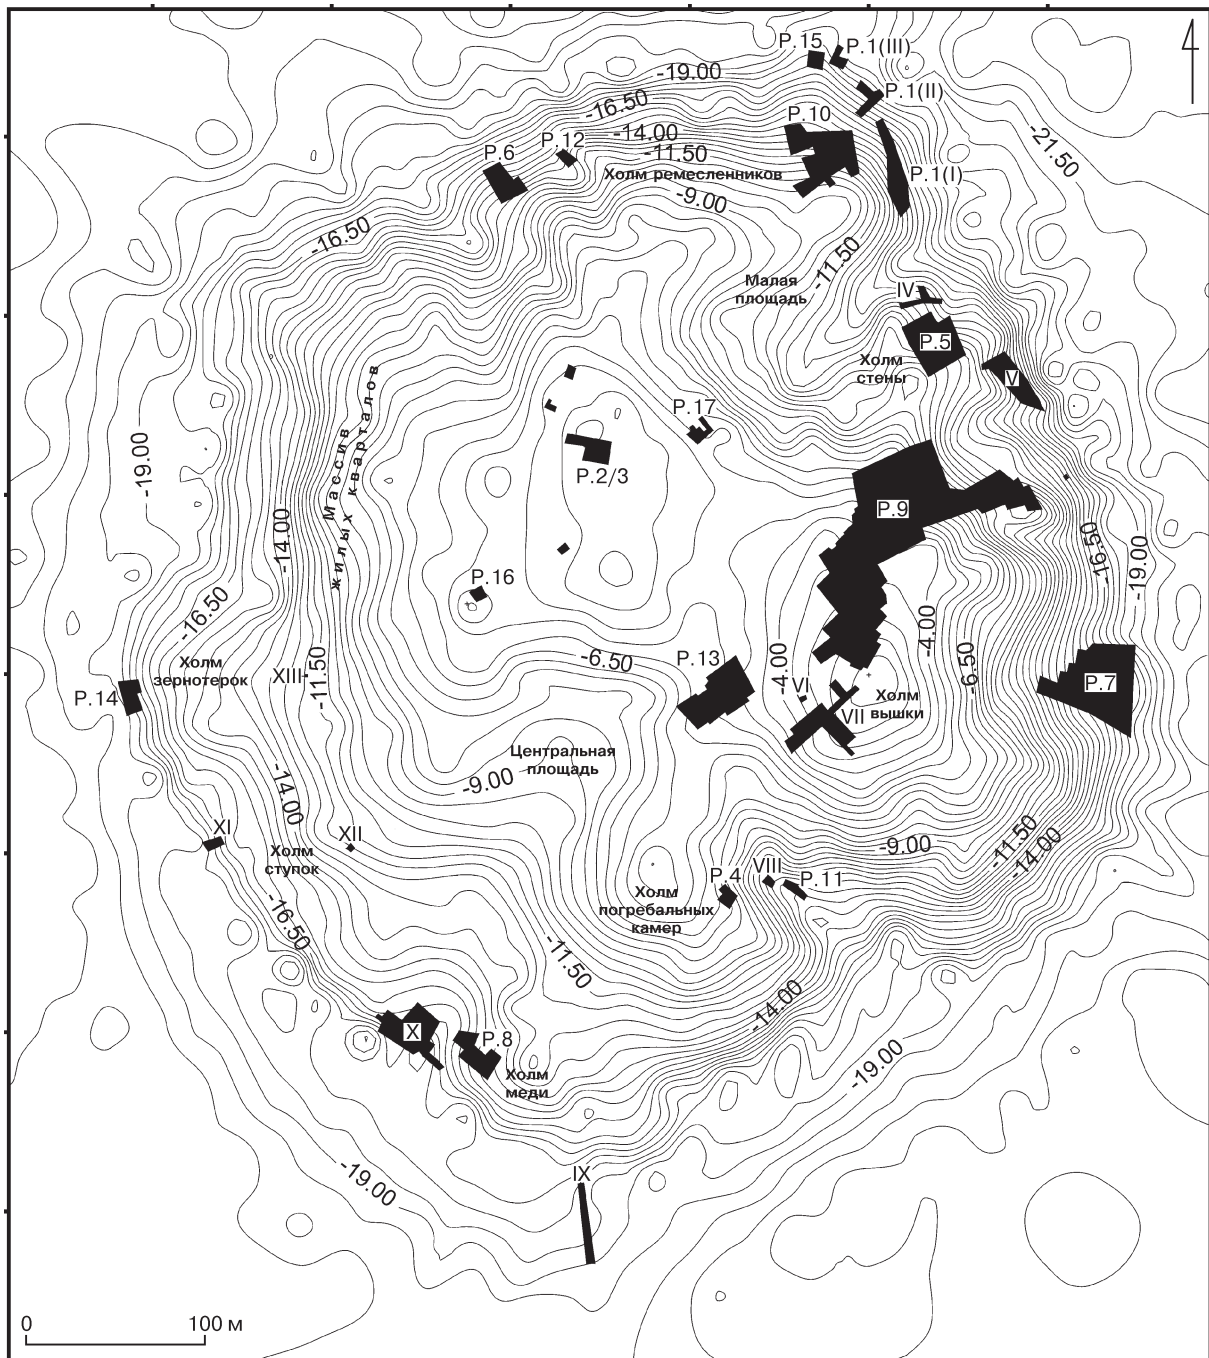 P.15
P.1(III)
-19.00
P.1(II)
-16.50
P.10
-14.00
-21.50
P.12
P.6
-11.50
Холм ремесленников
P.1(I)
-9.00
-16.50
-11.50
Малая
площадь
IV
P.5
Холм
стены
V
Массив
жилых кварталов
P.17
-19.00
P.2/3
P.9
-14.00
-16.50
-19.00
P.16
-16.50
-4.00
-6.50
P.13
-4.00
-6.50
Холм
зернотерок
XIII
-11.50
P.14
VI
P.7
Холм
вышки
VII
Центральная
площадь
-9.00
-14.00
XI
XII
-11.50
-14.00
-9.00
Холм
ступок
VIII
P.4
P.11
Холм
погребальных
камер
-16.50
-11.50
-14.00
X
P.8
Холм
меди
-19.00
IX
-19.00
0
100 м